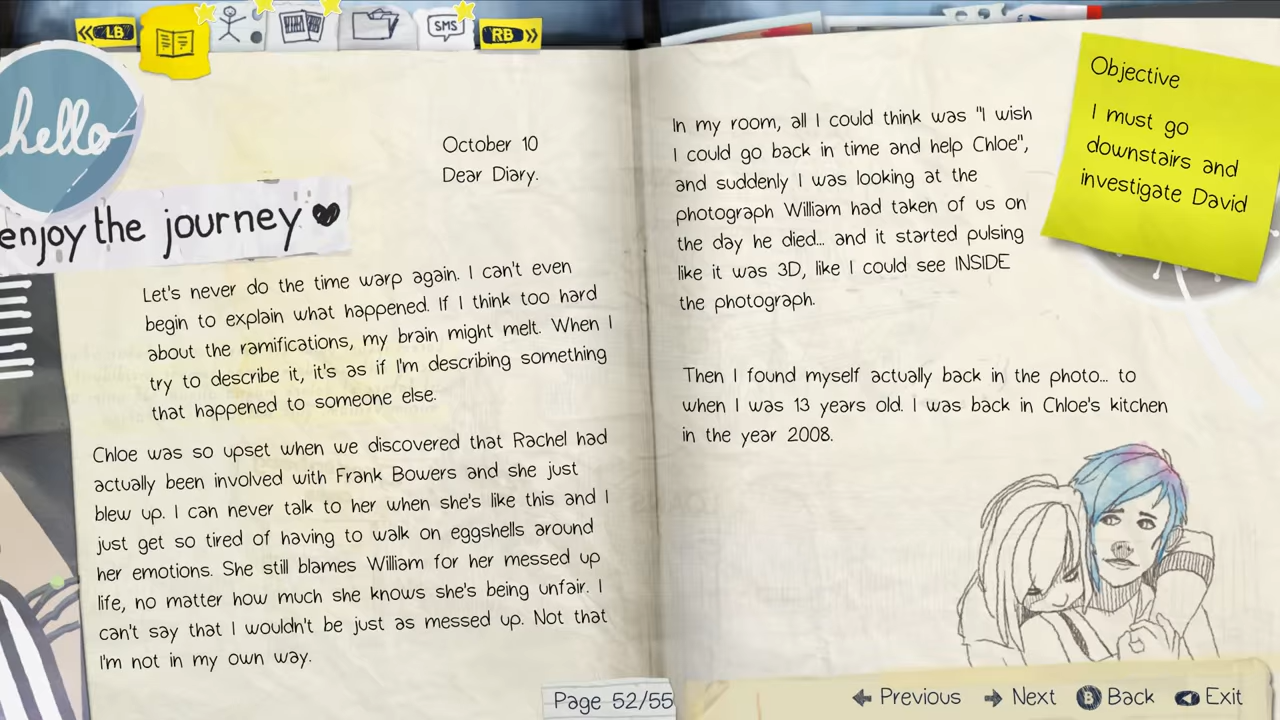 LB
SMS
RB
hello
enjoy the journey
October 10
Dear Diary.
Let's never do the time warp again. I can't even
begin to explain what happened. If I think too hard
about the ramifications, my brain might melt. When I
try to describe it, it's as if I'm describing something
that happened to someone else.
Chloe was so upset when we discovered that Rachel had
actually been involved with Frank Bowers and she just
blew up. I can never talk to her when she's like this and I
just get so tired of having to walk on eggshells around
her emotions. She still blames William for her messed up
life, no matter how much she knows she's being unfair. I
can't say that I wouldn't be just as messed up. Not that
I'm not in my own way.
In my room, all I could think was "I wish
I could go back in time and help Chloe",
and suddenly I was looking at the
photograph William had taken of us on
the day he died... and it started pulsing
like it was 3D, like I could see INSIDE
the photograph.
Then I found myself actually back in the photo... to
when I was 13 years old. I was back in Chloe's kitchen
in the year 2008.
Objective
I must go
downstairs and
investigate David
Page 52/55
Previous
Next
B Back
Exit